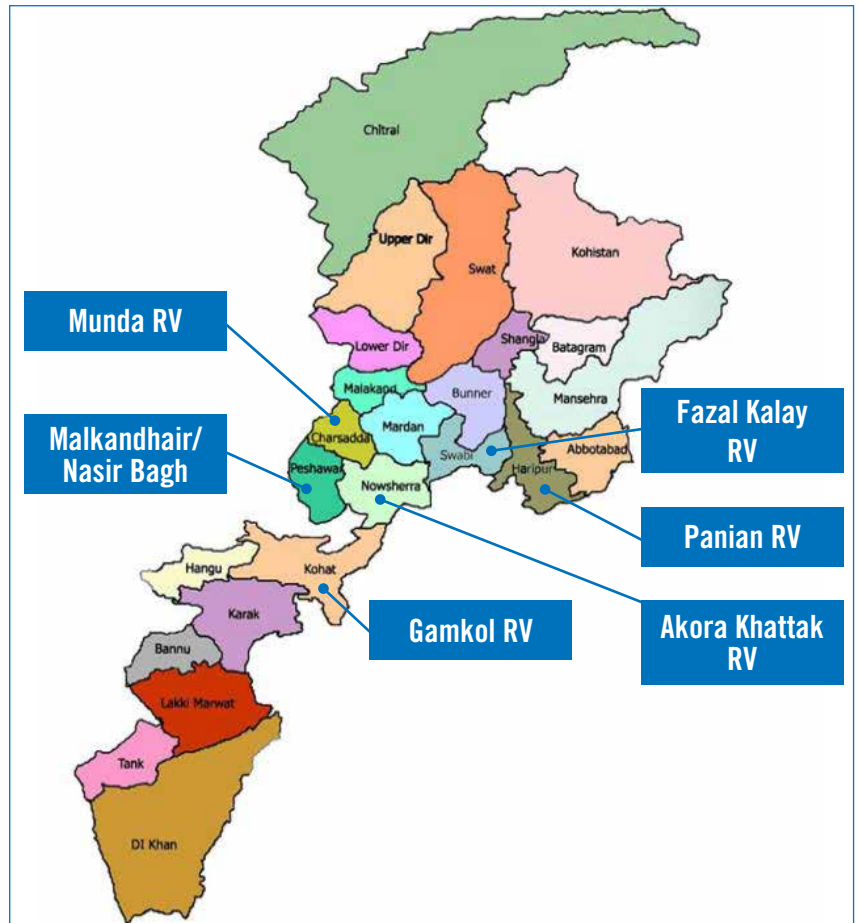 Chitral
Upper Dir
Swat
Kohistan
Munda RV
Lower Dir
Shangla
Batagram
Malakand
Bunner
Mansehra
Malkandhair/
Nasir Bagh
Charsadda
Mardan
Fazal Kalay
RV
Swabi
Abbotabad
Peshawar
Haripur
Nowsherra
Panian RV
Hangu
Kohat
Karak
Gamkol RV
Akora Khattak
RV
Bannu
Lakki Marwat
Tank
DI Khan